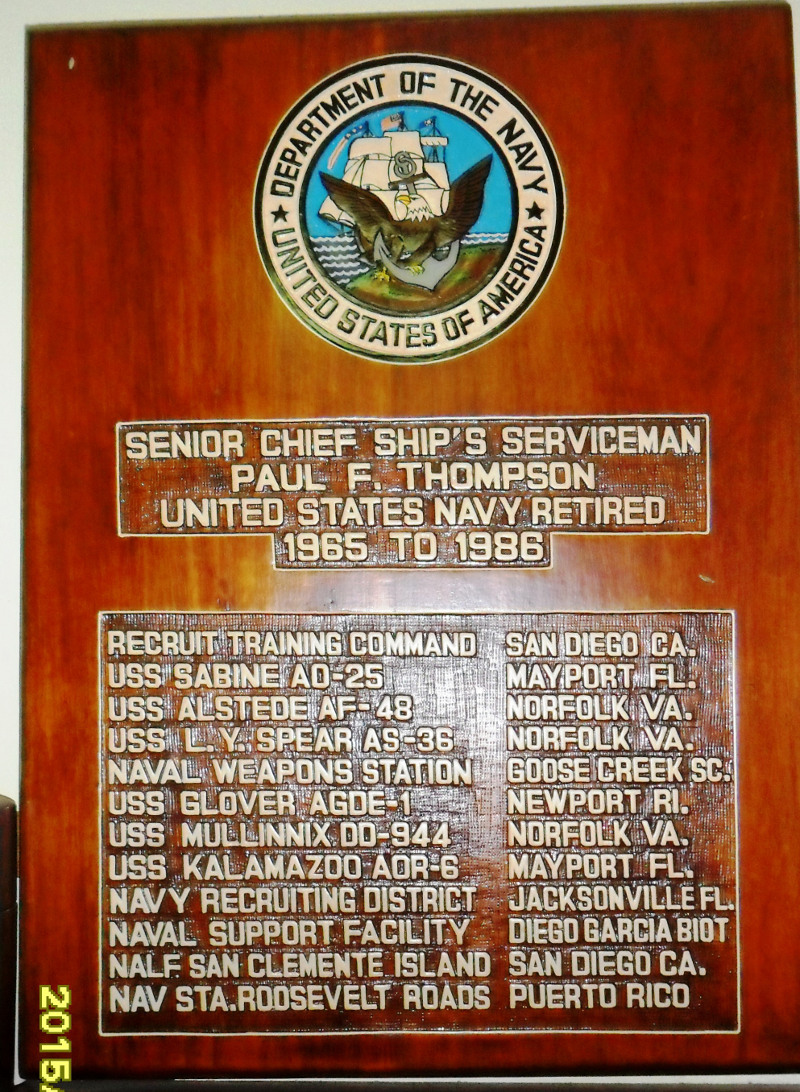 DEPARTMENT OF THE NAVY
★ UNITED STATES OF AMERICA ★
SENIOR CHIEF SHIP'S SERVICEMAN
PAUL F. THOMPSON
UNITED STATES NAVY RETIRED
1965 TO 1986
RECRUIT TRAINING COMMAND SAN DIEGO CA.
USS SABINE AO-25 MAYPORT FL.
USS ALSTEDE AF-48 NORFOLK VA.
USS L.Y. SPEAR AS-36 NORFOLK VA.
NAVAL WEAPONS STATION GOOSE CREEK SC.
USS GLOVER AGDE-1 NEWPORT RI.
USS MULLINNIX DD-944 NORFOLK VA.
USS KALAMAZOO AOR-6 MAYPORT FL.
NAVY RECRUITING DISTRICT JACKSONVILLE FL.
NAVAL SUPPORT FACILITY DIEGO GARCIA BIOT
NALF SAN CLEMENTE ISLAND SAN DIEGO CA.
NAV STA. ROOSEVELT ROADS PUERTO RICO
2015